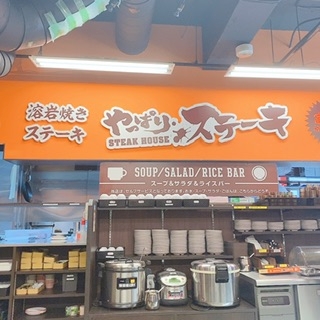 溶岩焼き
ステーキ
やっぱりステーキ
STEAK HOUSE
SOUP/SALAD/RICE BAR
スープ&サラダ&ライスバー